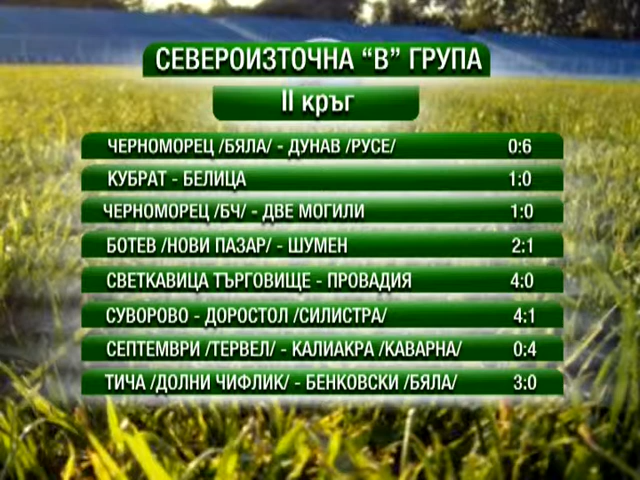 СЕВЕРОИЗТОЧНА “В” ГРУПА
II кръг
ЧЕРНОМОРЕЦ /БЯЛА/ - ДУНАВ /РУСЕ/ 0:6
КУБРАТ - БЕЛИЦА 1:0
ЧЕРНОМОРЕЦ /БЧ/ - ДВЕ МОГИЛИ 1:0
БОТЕВ /НОВИ ПАЗАР/ - ШУМЕН 2:1
СВЕТКАВИЦА ТЪРГОВИЩЕ - ПРОВАДИЯ 4:0
СУВОРОВО - ДОРОСТОЛ /СИЛИСТРА/ 4:1
СЕПТЕМВРИ /ТЕРВЕЛ/ - КАЛИАКРА /КАВАРНА/ 0:4
ТИЧА /ДОЛНИ ЧИФЛИК/ - БЕНКОВСКИ /БЯЛА/ 3:0